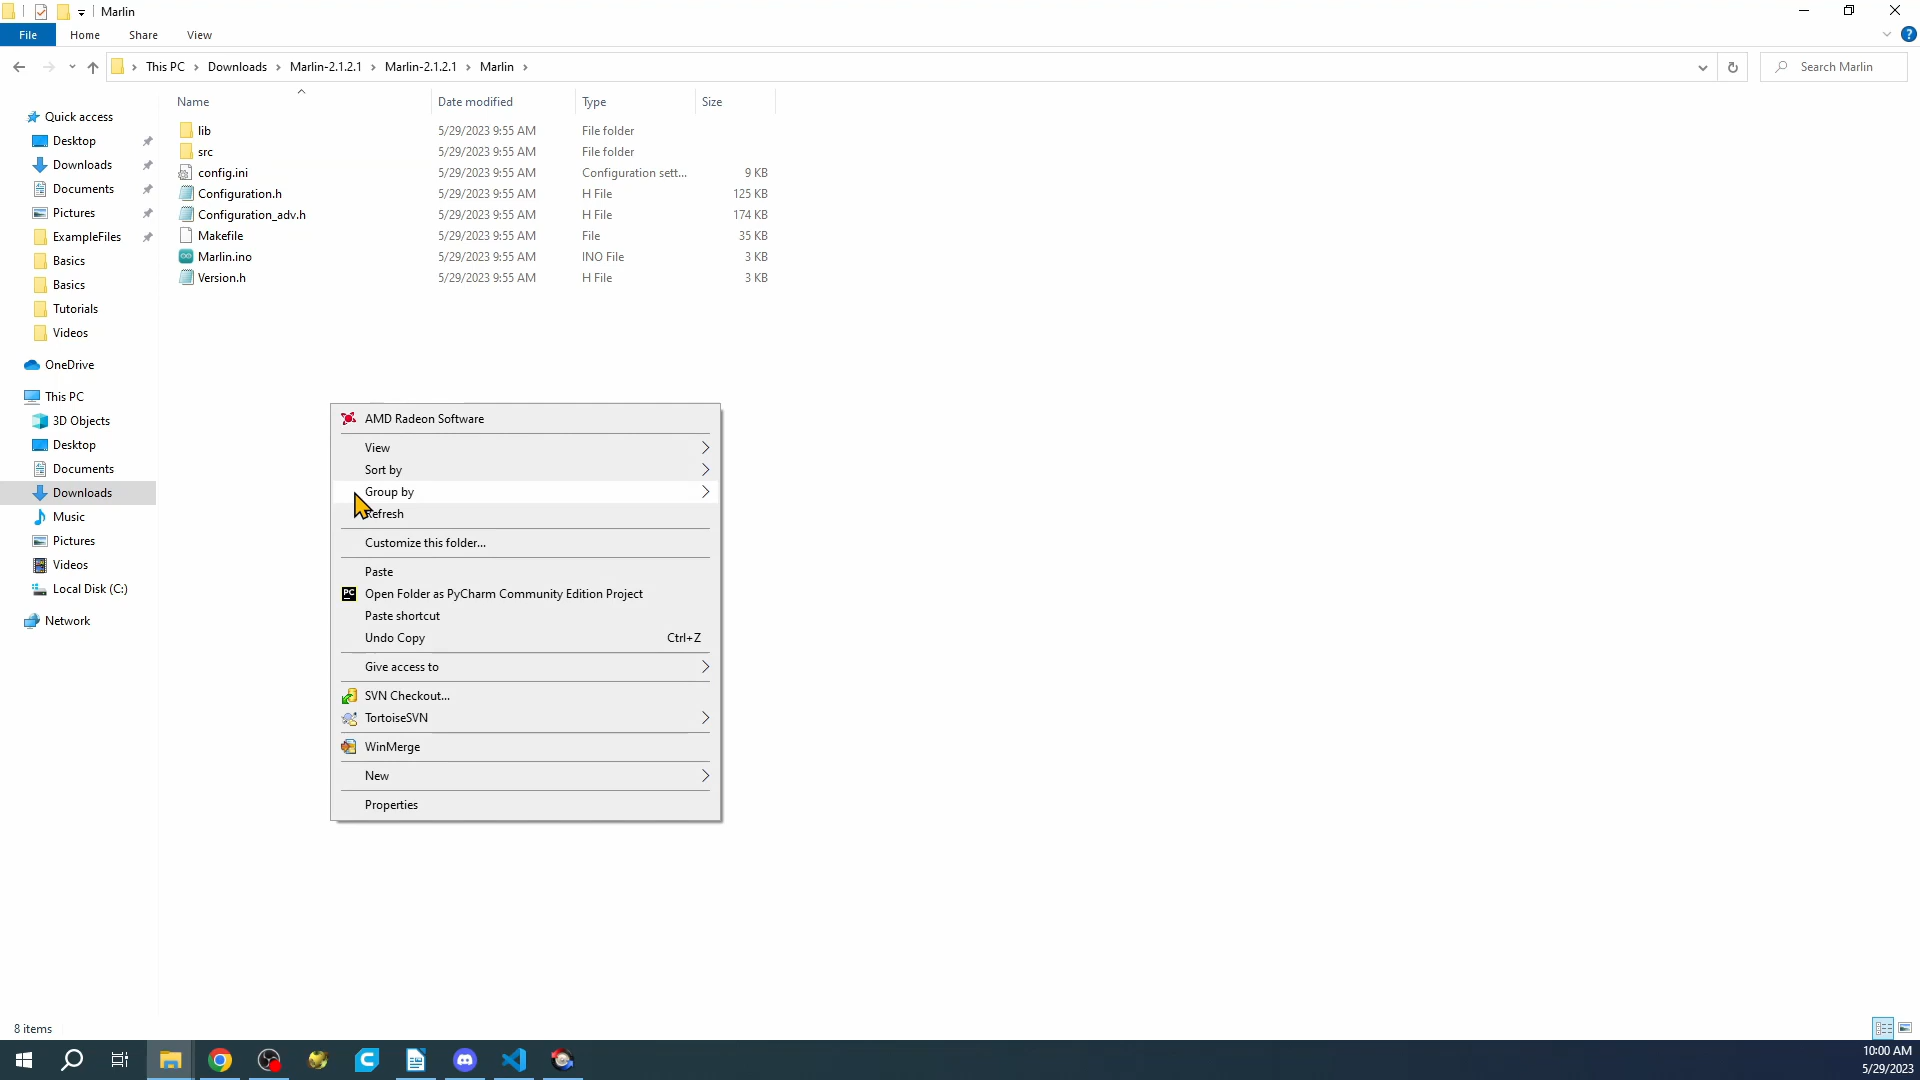 Marlin
File Home Share View
This PC Downloads Marlin-2.1.2.1 Marlin-2.1.2.1 Marlin
Search Marlin
Name Date modified Type Size
lib 5/29/2023 9:55 AM File folder
src 5/29/2023 9:55 AM File folder
config.ini 5/29/2023 9:55 AM Configuration sett... 9 KB
Configuration.h 5/29/2023 9:55 AM H File 125 KB
Configuration_adv.h 5/29/2023 9:55 AM H File 174 KB
Makefile 5/29/2023 9:55 AM File 35 KB
Marlin.ino 5/29/2023 9:55 AM INO File 3 KB
Version.h 5/29/2023 9:55 AM H File 3 KB
Quick access
Desktop
Downloads
Documents
Pictures
ExampleFiles
Basics
Basics
Tutorials
Videos
OneDrive
This PC
3D Objects
Desktop
Documents
Downloads
Music
Pictures
Videos
Local Disk (C:)
Network
AMD Radeon Software
View
Sort by
Group by
efresh
Customize this folder...
Paste
PC Open Folder as PyCharm Community Edition Project
Paste shortcut
Undo Copy Ctrl+Z
Give access to
SVN Checkout...
TortoiseSVN
WinMerge
New
Properties
8 items
10:00 AM
5/29/2023